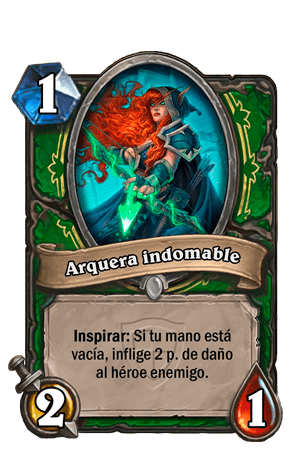 1
Arquera indomable
Inspirar: Si tu mano está
vacía, inflige 2 p. de daño
al héroe enemigo.
2
1